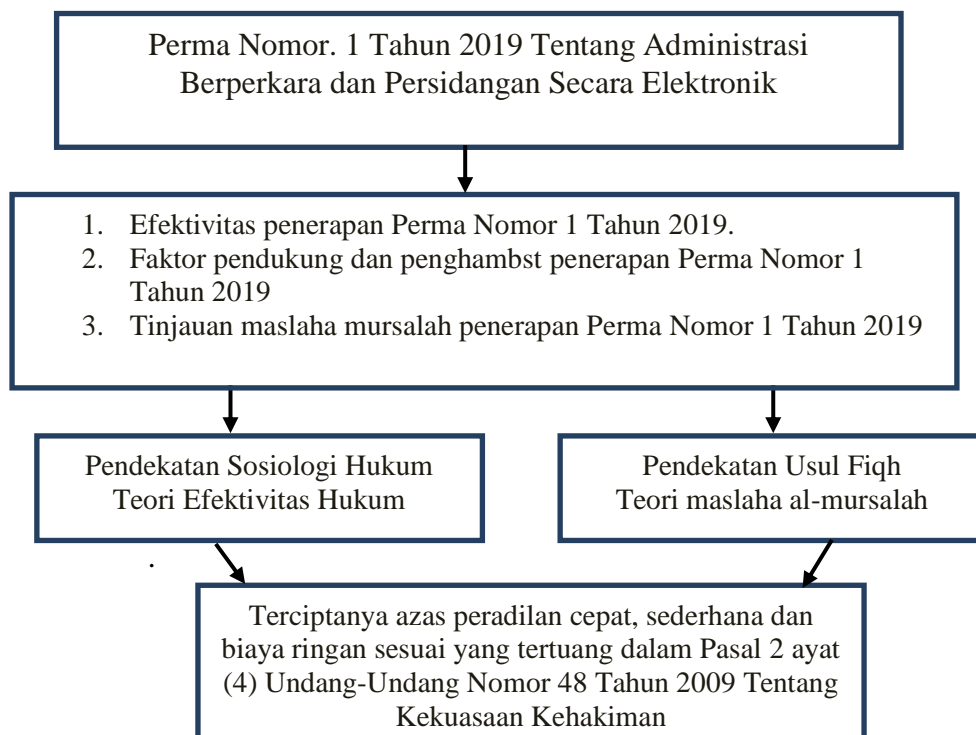 Perma Nomor. 1 Tahun 2019 Tentang Administrasi
Berperkara dan Persidangan Secara Elektronik
1. Efektivitas penerapan Perma Nomor 1 Tahun 2019.
2. Faktor pendukung dan penghambst penerapan Perma Nomor 1
Tahun 2019
3. Tinjauan maslaha mursalah penerapan Perma Nomor 1 Tahun 2019
Pendekatan Sosiologi Hukum
Teori Efektivitas Hukum
Pendekatan Usul Fiqh
Teori maslaha al-mursalah
.
Terciptanya azas peradilan cepat, sederhana dan
biaya ringan sesuai yang tertuang dalam Pasal 2 ayat
(4) Undang-Undang Nomor 48 Tahun 2009 Tentang
Kekuasaan Kehakiman